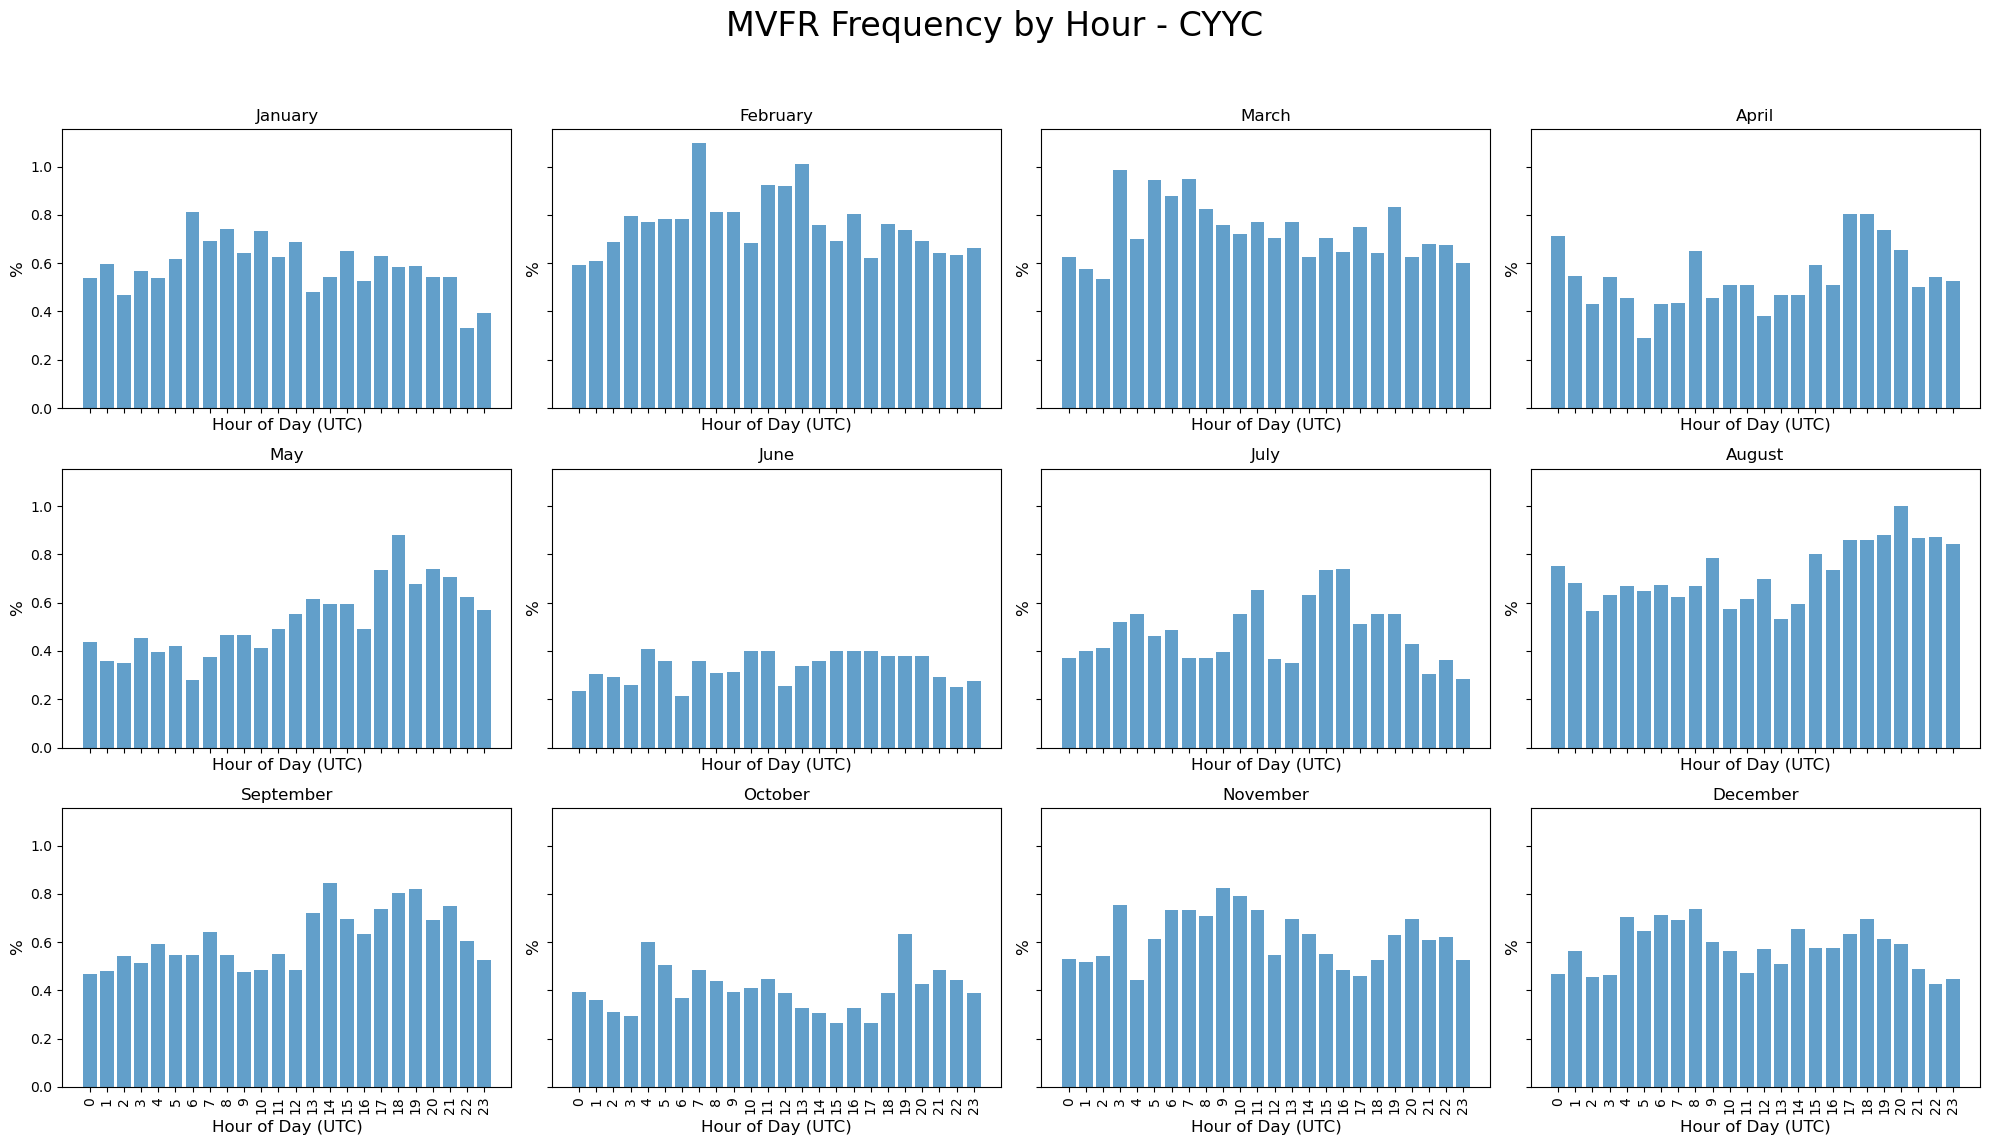 MVFR Frequency by Hour - CYYC
January
February
March
April
1.0
0.8
0.6
0.4
0.2
0.0
%
%
%
%
Hour of Day (UTC)
Hour of Day (UTC)
Hour of Day (UTC)
Hour of Day (UTC)
May
June
July
August
1.0
0.8
0.6
0.4
0.2
0.0
%
%
%
%
Hour of Day (UTC)
Hour of Day (UTC)
Hour of Day (UTC)
Hour of Day (UTC)
September
October
November
December
1.0
0.8
0.6
0.4
0.2
0.0
%
%
%
%
0 1 2 3 4 5 6 7 8 9 10 11 12 13 14 15 16 17 18 19 20 21 22 23
0 1 2 3 4 5 6 7 8 9 10 11 12 13 14 15 16 17 18 19 20 21 22 23
0 1 2 3 4 5 6 7 8 9 10 11 12 13 14 15 16 17 18 19 20 21 22 23
0 1 2 3 4 5 6 7 8 9 10 11 12 13 14 15 16 17 18 19 20 21 22 23
Hour of Day (UTC)
Hour of Day (UTC)
Hour of Day (UTC)
Hour of Day (UTC)